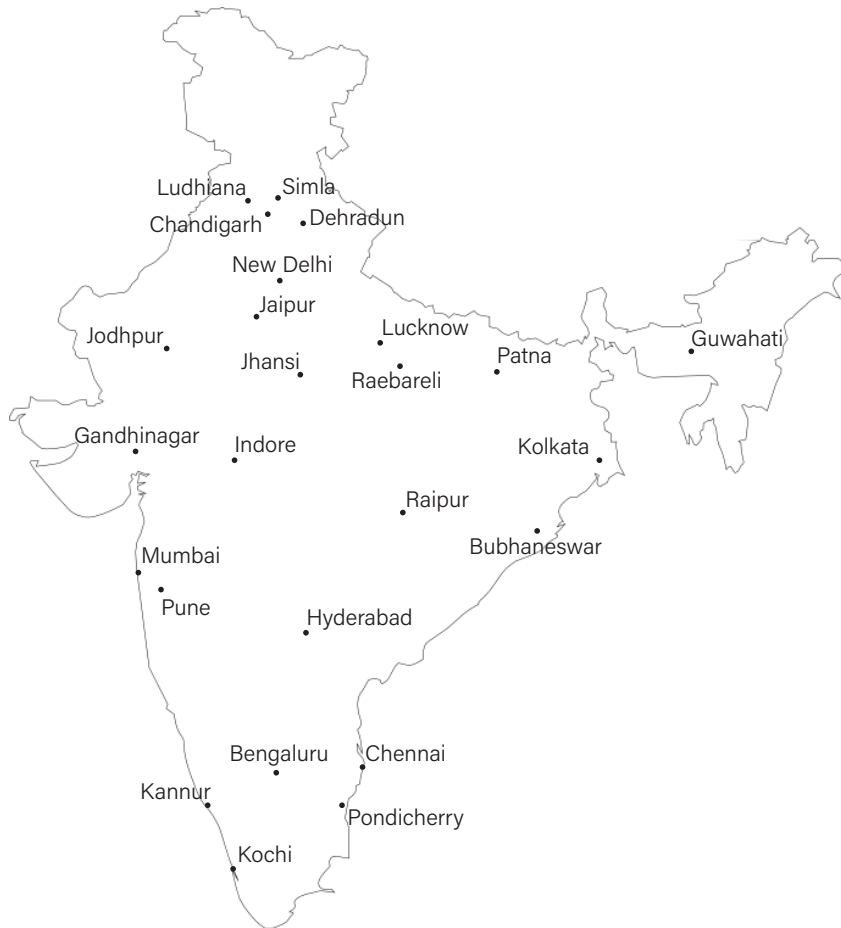 Ludhiana
Simla
Chandigarh
Dehradun
New Delhi
Jaipur
Jodhpur
Lucknow
Guwahati
Jhansi
Raebareli
Patna
Gandhinagar
Indore
Kolkata
Raipur
Bubhaneswar
Mumbai
Pune
Hyderabad
Bengaluru
Chennai
Kannur
Pondicherry
Kochi